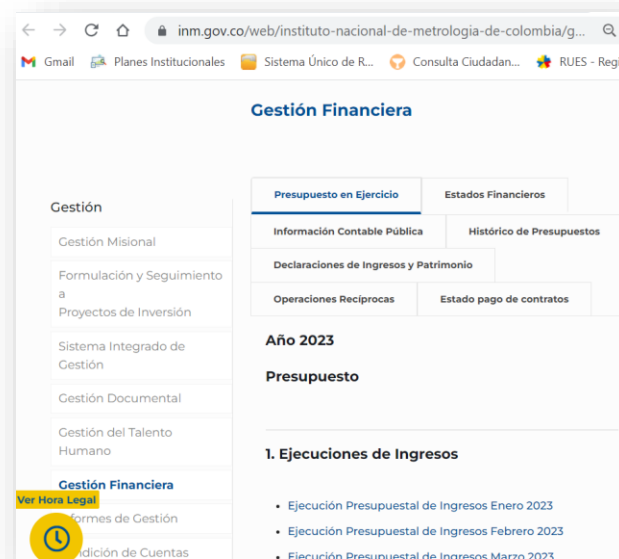 inm.gov.co/web/instituto-nacional-de-metrologia-de-colombia/g...
Gmail Planes Institucionales Sistema Único de R... Consulta Ciudadan... RUES - Regi
Gestión Financiera
Presupuesto en Ejercicio Estados Financieros
Información Contable Pública Histórico de Presupuestos
Declaraciones de Ingresos y Patrimonio
Operaciones Recíprocas Estado pago de contratos
Gestión
Gestión Misional
Formulación y Seguimiento
a
Proyectos de Inversión
Sistema Integrado de
Gestión
Gestión Documental
Gestión del Talento
Humano
Gestión Financiera
Ver Hora Legal
formes de Gestión
ndición de Cuentas
Año 2023
Presupuesto
1. Ejecuciones de Ingresos
Ejecución Presupuestal de Ingresos Enero 2023
Ejecución Presupuestal de Ingresos Febrero 2023
Ejecución Presupuestal de Ingresos Marzo 2023